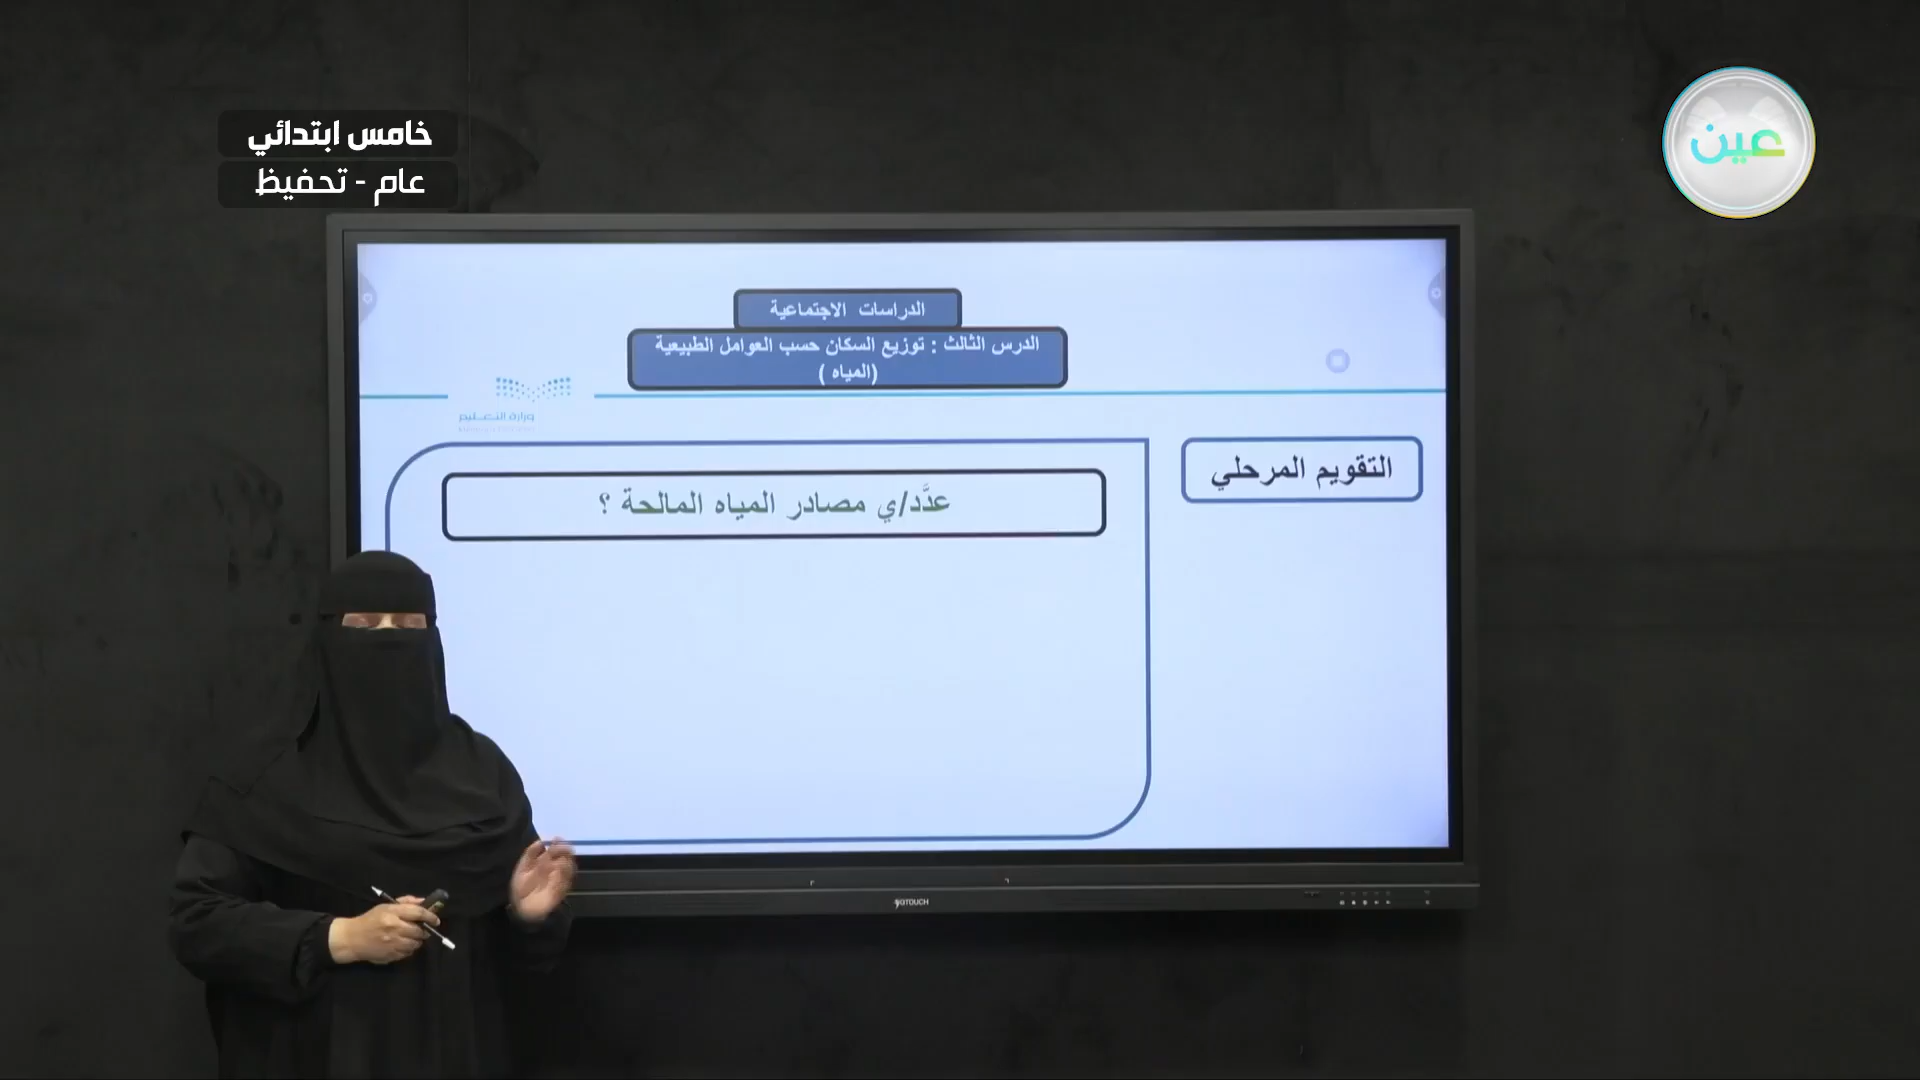 خامس ابتدائي
عام - تحفيظ
عين
الدراسات الاجتماعية
الدرس الثالث : توزيع السكان حسب العوامل الطبيعية
(المياه )
وزارة التعليم
التقويم المرحلي
عدَّد/ي مصادر المياه المالحة ؟